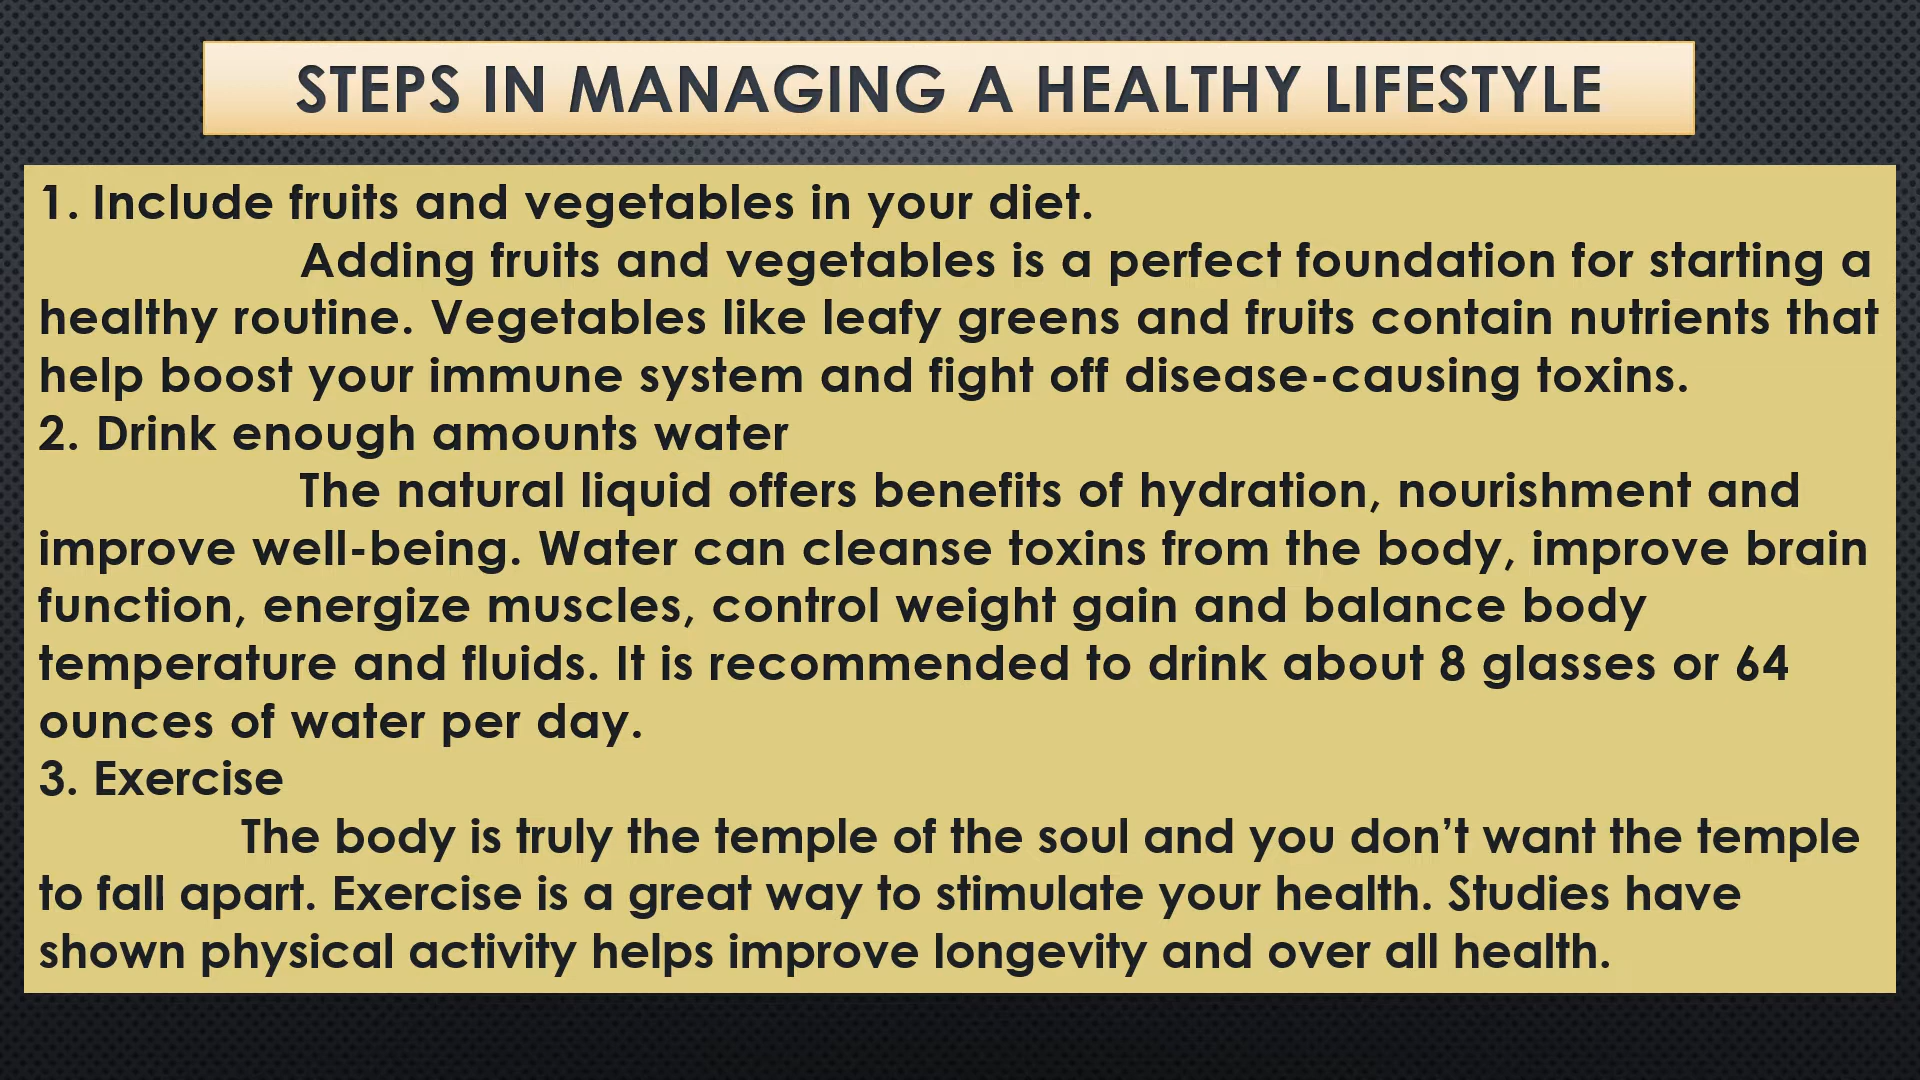 STEPS IN MANAGING A HEALTHY LIFESTYLE
1. Include fruits and vegetables in your diet.
Adding fruits and vegetables is a perfect foundation for starting a
healthy routine. Vegetables like leafy greens and fruits contain nutrients that
help boost your immune system and fight off disease-causing toxins.
2. Drink enough amounts water
The natural liquid offers benefits of hydration, nourishment and
improve well-being. Water can cleanse toxins from the body, improve brain
function, energize muscles, control weight gain and balance body
temperature and fluids. It is recommended to drink about 8 glasses or 64
ounces of water per day.
3. Exercise
The body is truly the temple of the soul and you don’t want the temple
to fall apart. Exercise is a great way to stimulate your health. Studies have
shown physical activity helps improve longevity and over all health.